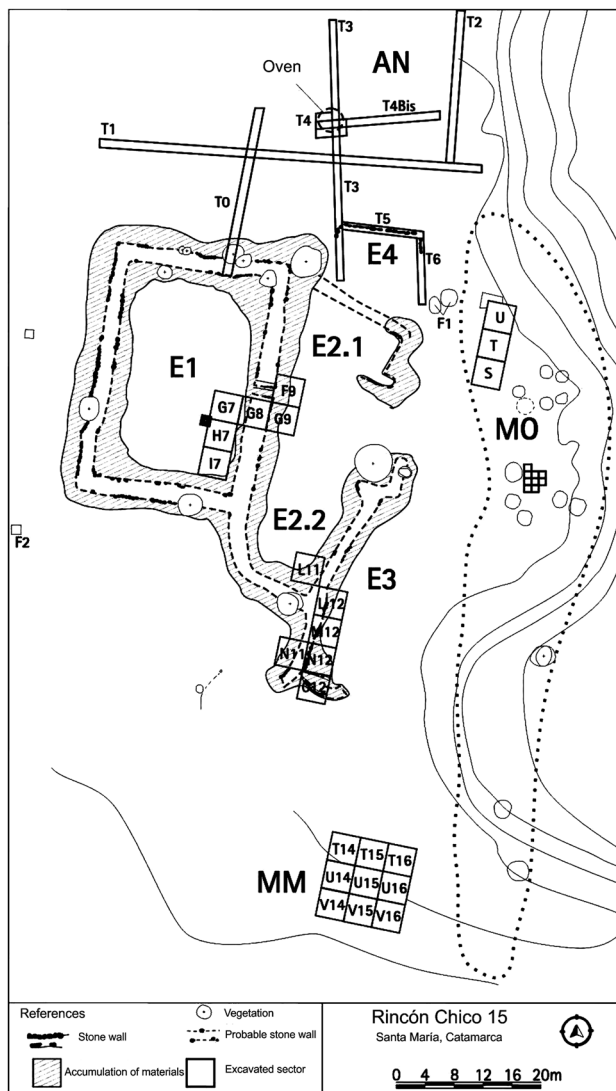 T3
T2
AN
Oven
T4Bis
T4
T1
T0
T3
T5
E4
T6
F1
U
T
S
E2.1
E1
F9
G7 G8 G9
H7
I7
MO
F2
E2.2
L11
E3
L12
M12
N11 N12
O12
T14 T15 T16
MM
U14 U15 U16
V14 V15 V16
References
Stone wall
Vegetation
Probable stone wall
Accumulation of materials
Excavated sector
Rincón Chico 15
Santa María, Catamarca
0 4 8 12 16 20m